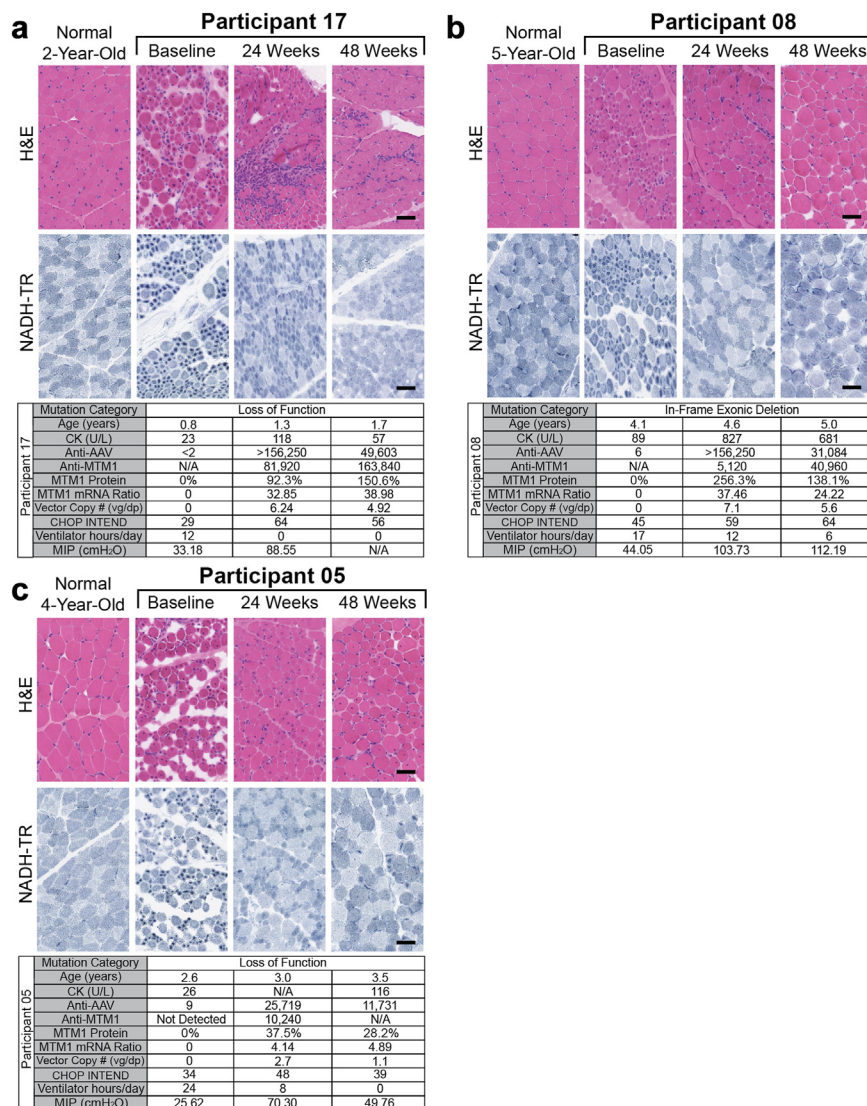 a
Participant 17
Normal
2-Year-Old
Baseline
24 Weeks
48 Weeks
H&E
NADH-TR
Participant 17
Mutation Category Loss of Function
Age (years) 0.8 1.3 1.7
CK (U/L) 23 118 57
Anti-AAV <2 >156,250 49,603
Anti-MTM1 N/A 81,920 163,840
MTM1 Protein 0% 92.3% 150.6%
MTM1 mRNA Ratio 0 32.85 38.98
Vector Copy # (vg/dp) 0 6.24 4.92
CHOP INTEND 29 64 56
Ventilator hours/day 12 0 0
MIP (cmH₂O) 33.18 88.55 N/A
b
Participant 08
Normal
5-Year-Old
Baseline
24 Weeks
48 Weeks
H&E
NADH-TR
Participant 08
Mutation Category In-Frame Exonic Deletion
Age (years) 4.1 4.6 5.0
CK (U/L) 89 827 681
Anti-AAV 6 >156,250 31,084
Anti-MTM1 N/A 5,120 40,960
MTM1 Protein 0% 256.3% 138.1%
MTM1 mRNA Ratio 0 37.46 24.22
Vector Copy # (vg/dp) 0 7.1 5.6
CHOP INTEND 45 59 64
Ventilator hours/day 17 12 6
MIP (cmH₂O) 44.05 103.73 112.19
c
Participant 05
Normal
4-Year-Old
Baseline
24 Weeks
48 Weeks
H&E
NADH-TR
Participant 05
Mutation Category Loss of Function
Age (years) 2.6 3.0 3.5
CK (U/L) 26 N/A 116
Anti-AAV 9 25,719 11,731
Anti-MTM1 Not Detected 10,240 N/A
MTM1 Protein 0% 37.5% 28.2%
MTM1 mRNA Ratio 0 4.14 4.89
Vector Copy # (vg/dp) 0 2.7 1.1
CHOP INTEND 34 48 39
Ventilator hours/day 24 8 0
MIP (cmH₂O) 25.62 70.30 49.76